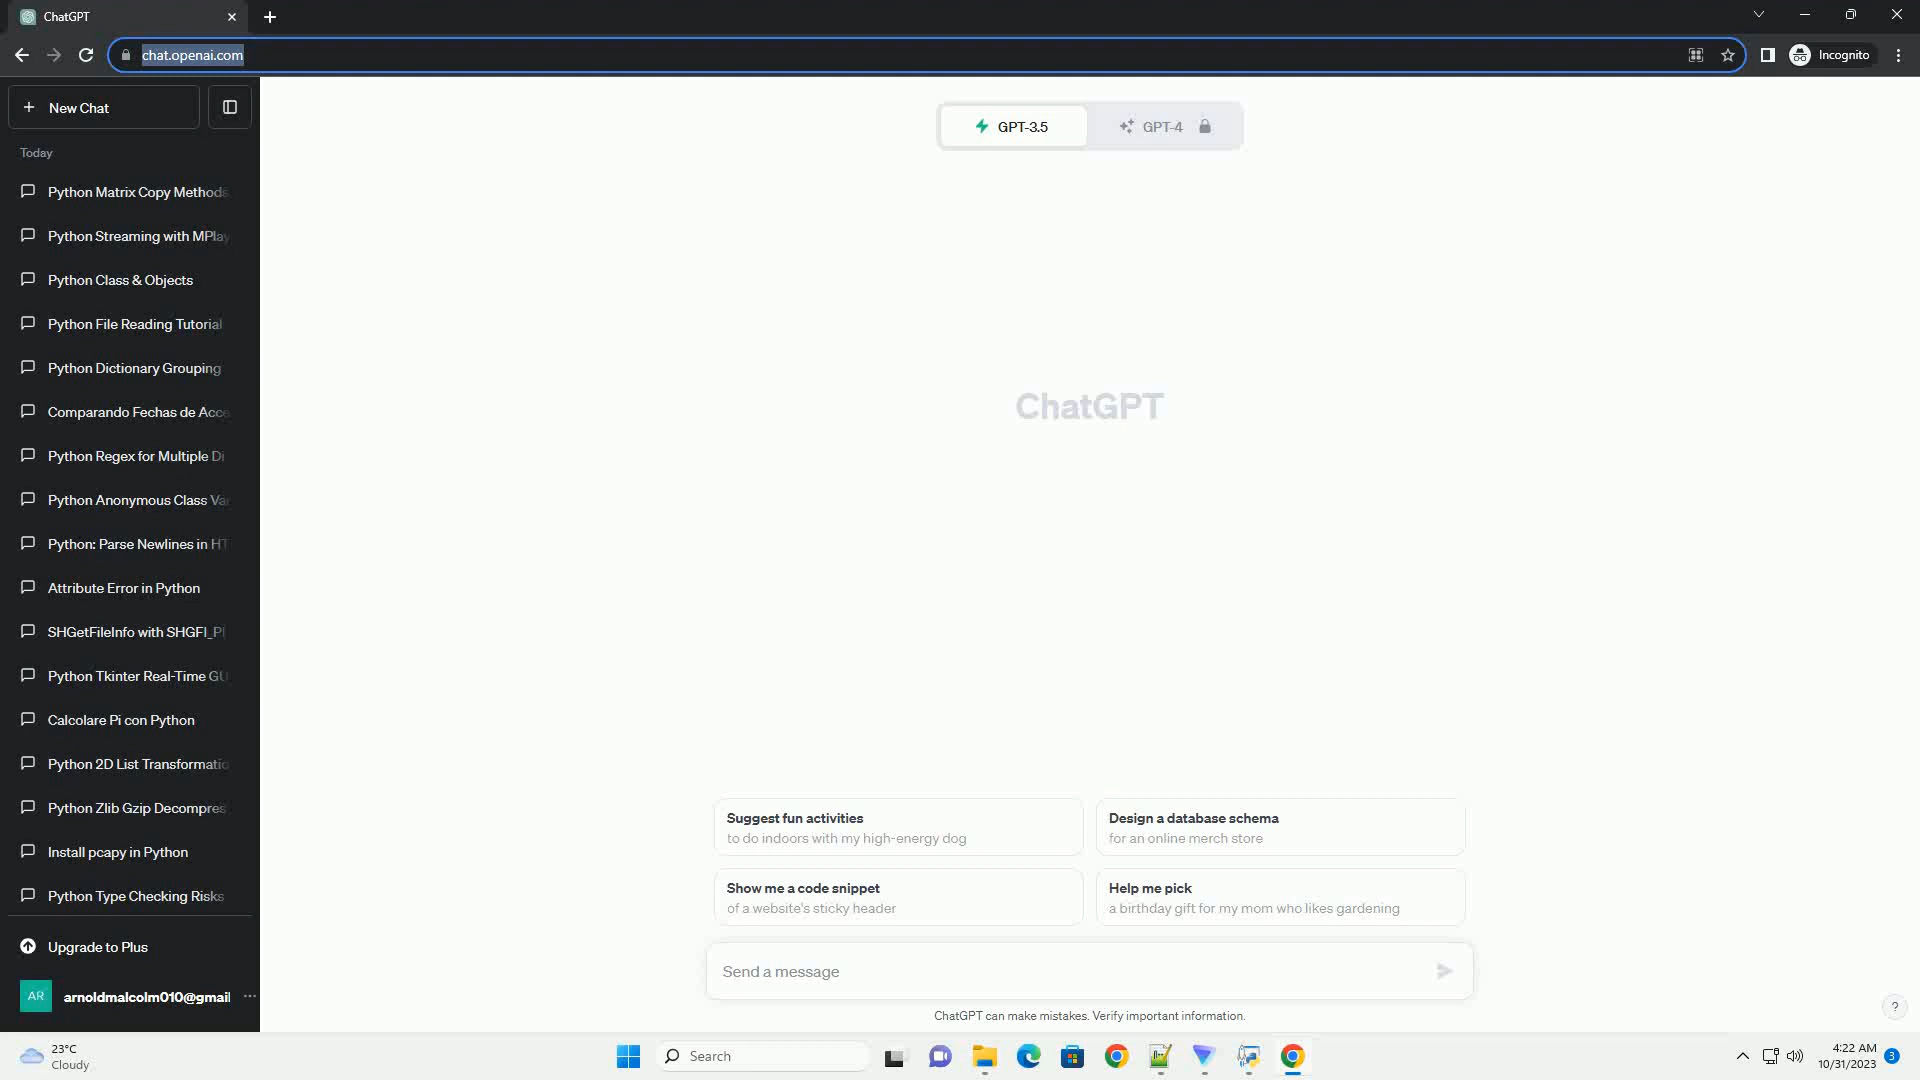 ChatGPT
chat.openai.com
Incognito
New Chat
GPT-3.5
GPT-4
Today
Python Matrix Copy Methods
Python Streaming with MPlay
Python Class & Objects
Python File Reading Tutorial
Python Dictionary Grouping
Comparando Fechas de Acce
Python Regex for Multiple Di
Python Anonymous Class Va
Python: Parse Newlines in HT
Attribute Error in Python
SHGetFileInfo with SHGFI_PI
Python Tkinter Real-Time GU
Calcolare Pi con Python
Python 2D List Transformatio
Python Zlib Gzip Decompres
Install pcapy in Python
Python Type Checking Risks
Upgrade to Plus
AR
arnoldmalcolm010@gmail
ChatGPT
Suggest fun activities
to do indoors with my high-energy dog
Design a database schema
for an online merch store
Show me a code snippet
of a website's sticky header
Help me pick
a birthday gift for my mom who likes gardening
Send a message
ChatGPT can make mistakes. Verify important information.
?
23°C
Cloudy
Search
4:22 AM
10/31/2023
3